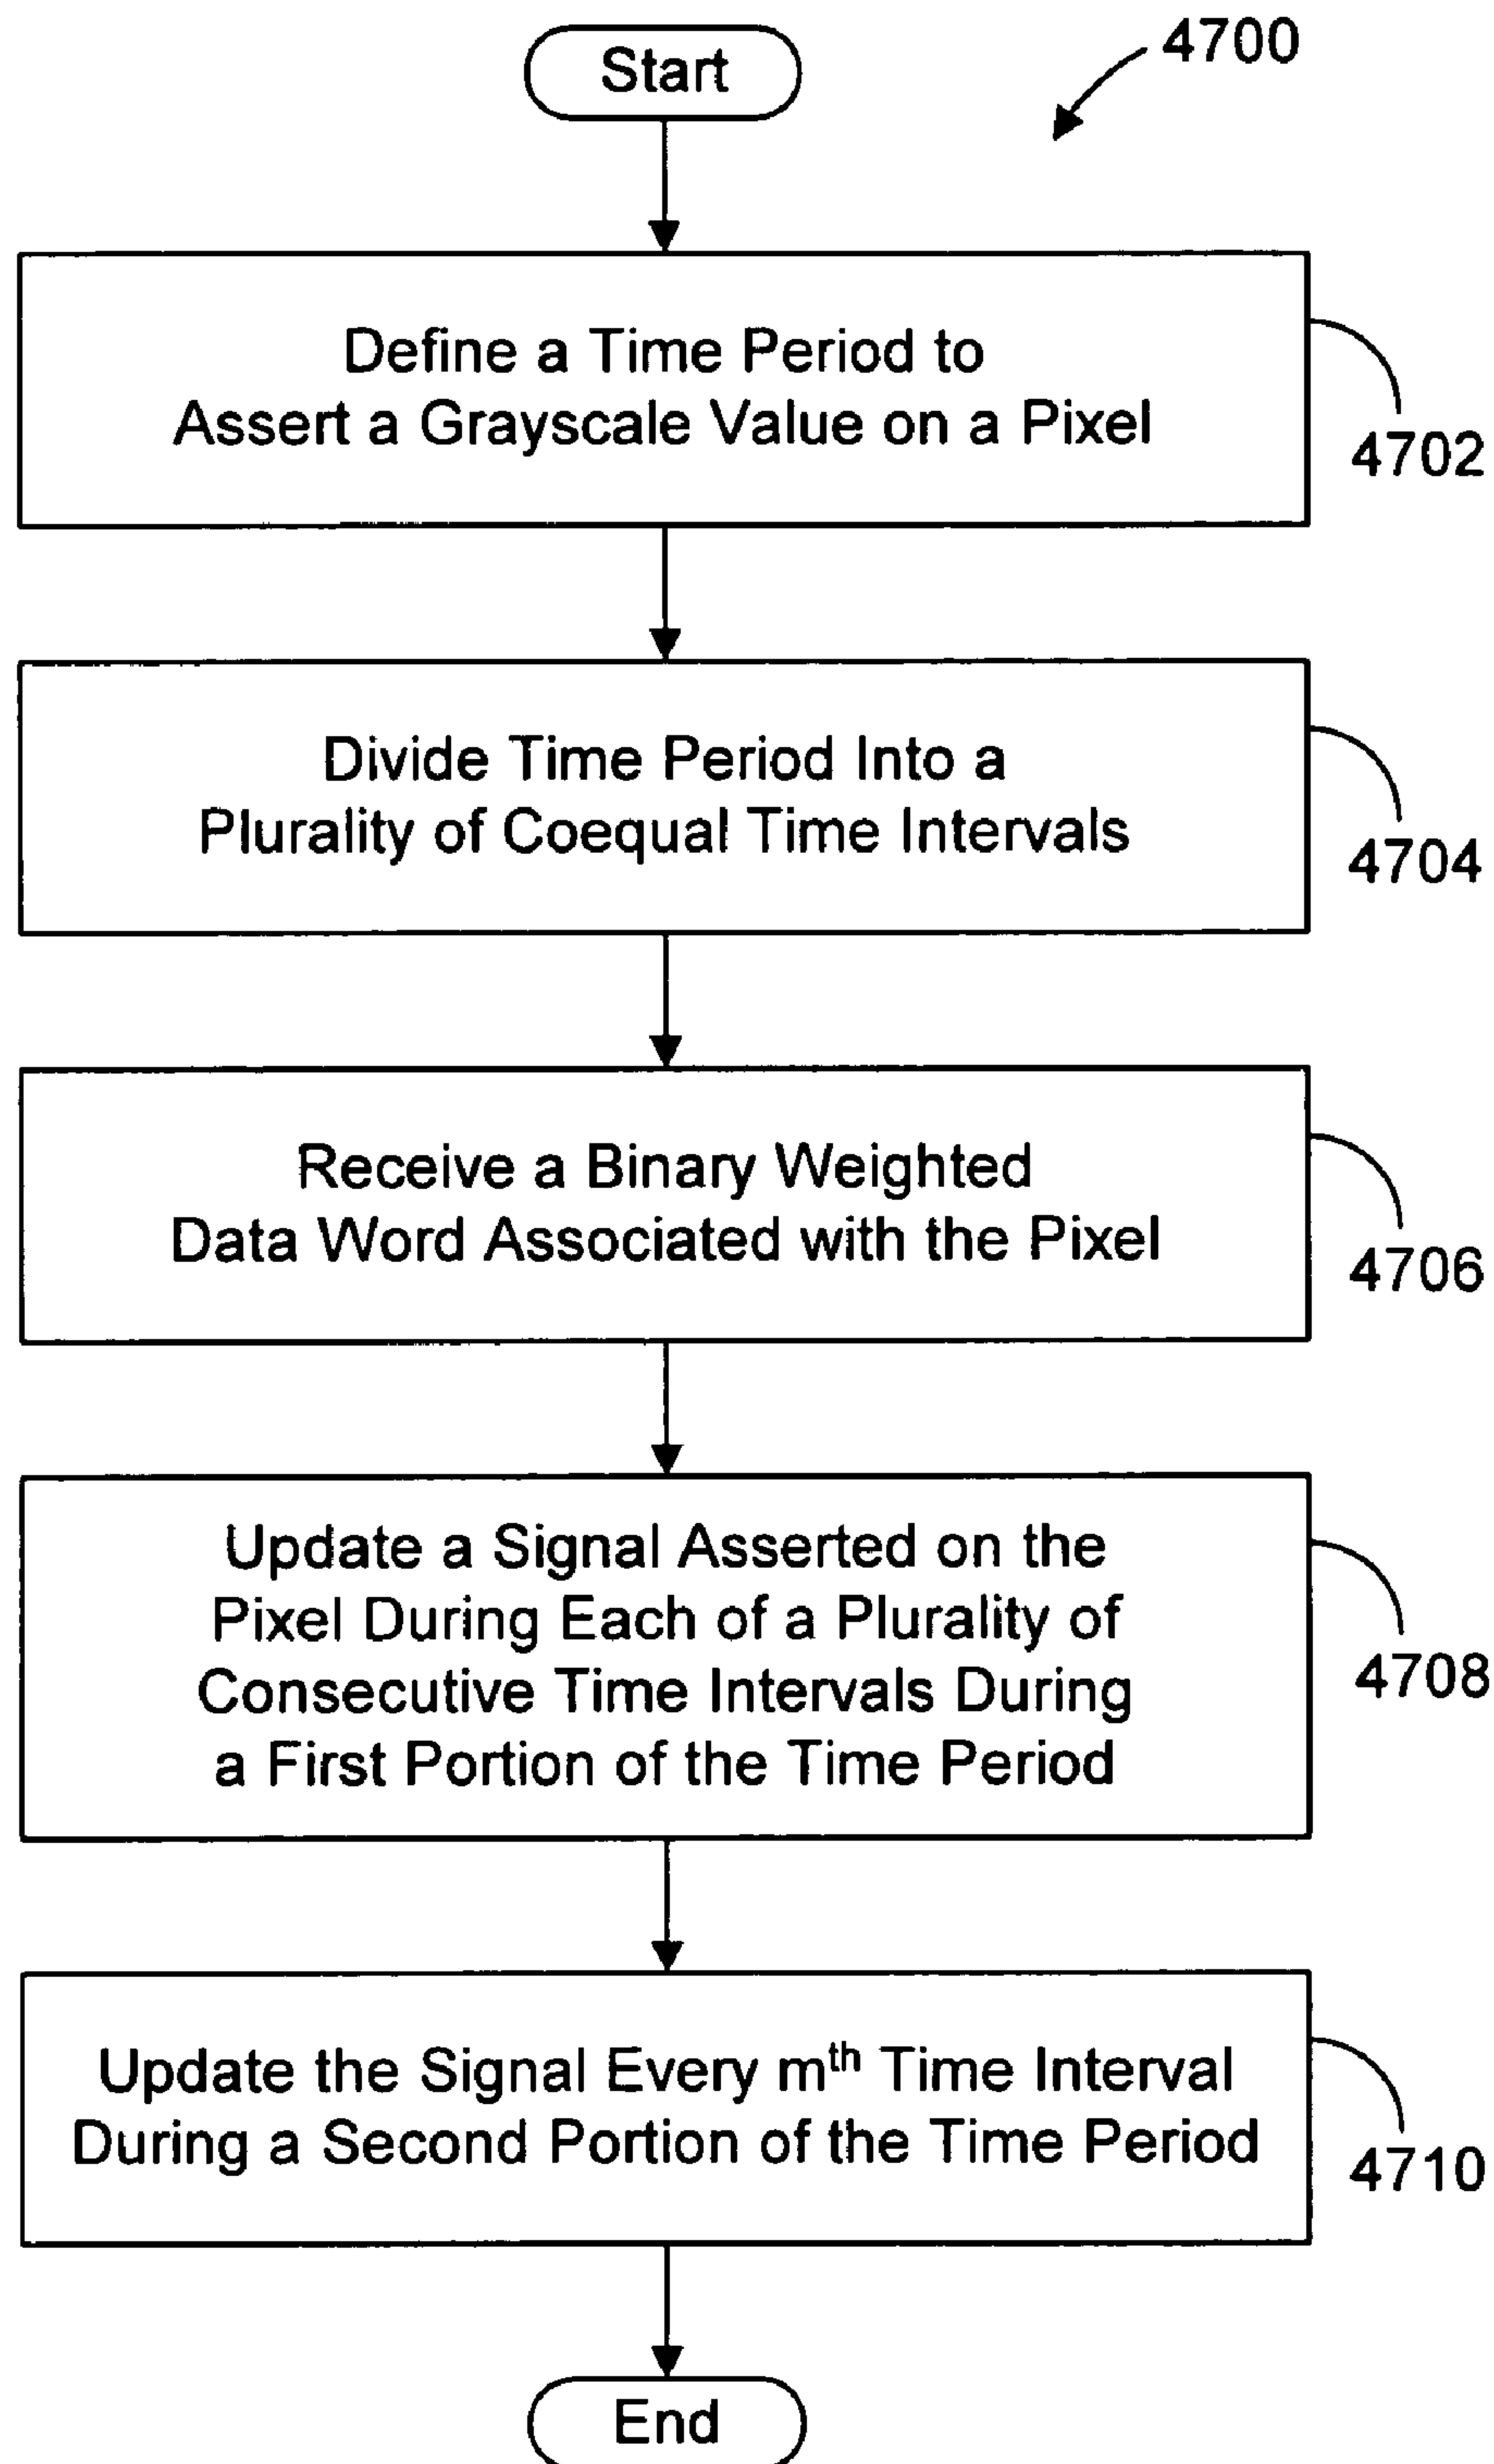 Start
4700
Define a Time Period to
Assert a Grayscale Value on a Pixel
4702
Divide Time Period Into a
Plurality of Coequal Time Intervals
4704
Receive a Binary Weighted
Data Word Associated with the Pixel
4706
Update a Signal Asserted on the
Pixel During Each of a Plurality of
Consecutive Time Intervals During
a First Portion of the Time Period
4708
Update the Signal Every mth Time Interval
During a Second Portion of the Time Period
4710
End